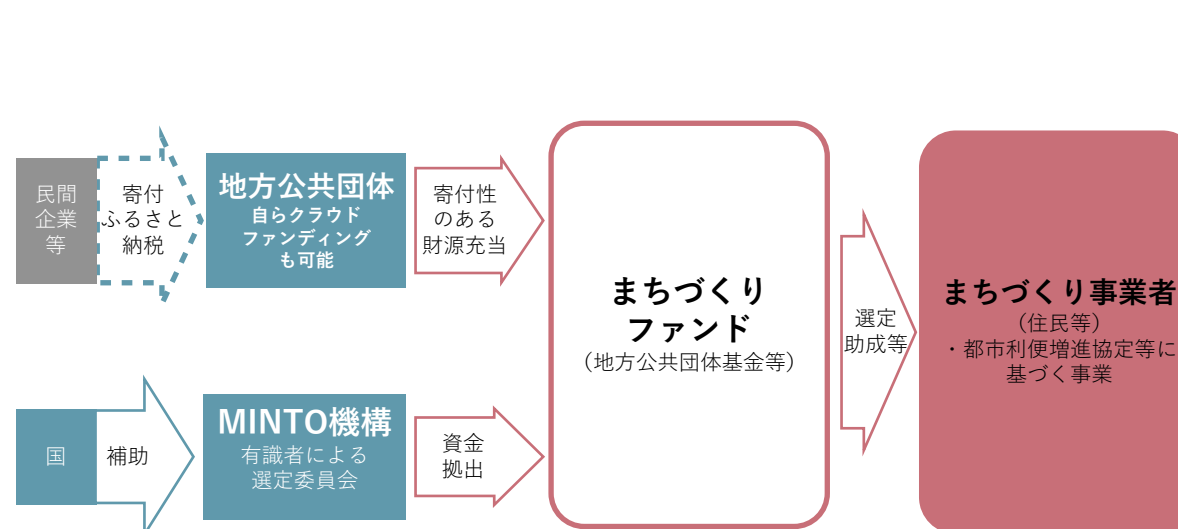 民間
企業
等
寄付
ふるさと
納税
地方公共団体
自らクラウド
ファンディング
も可能
寄付性
のある
財源充当
国
補助
MINTO機構
有識者による
選定委員会
資金
拠出
まちづくり
ファンド
（地方公共団体基金等）
選定
助成等
まちづくり事業者
（住民等）
・都市利便増進協定等に
基づく事業